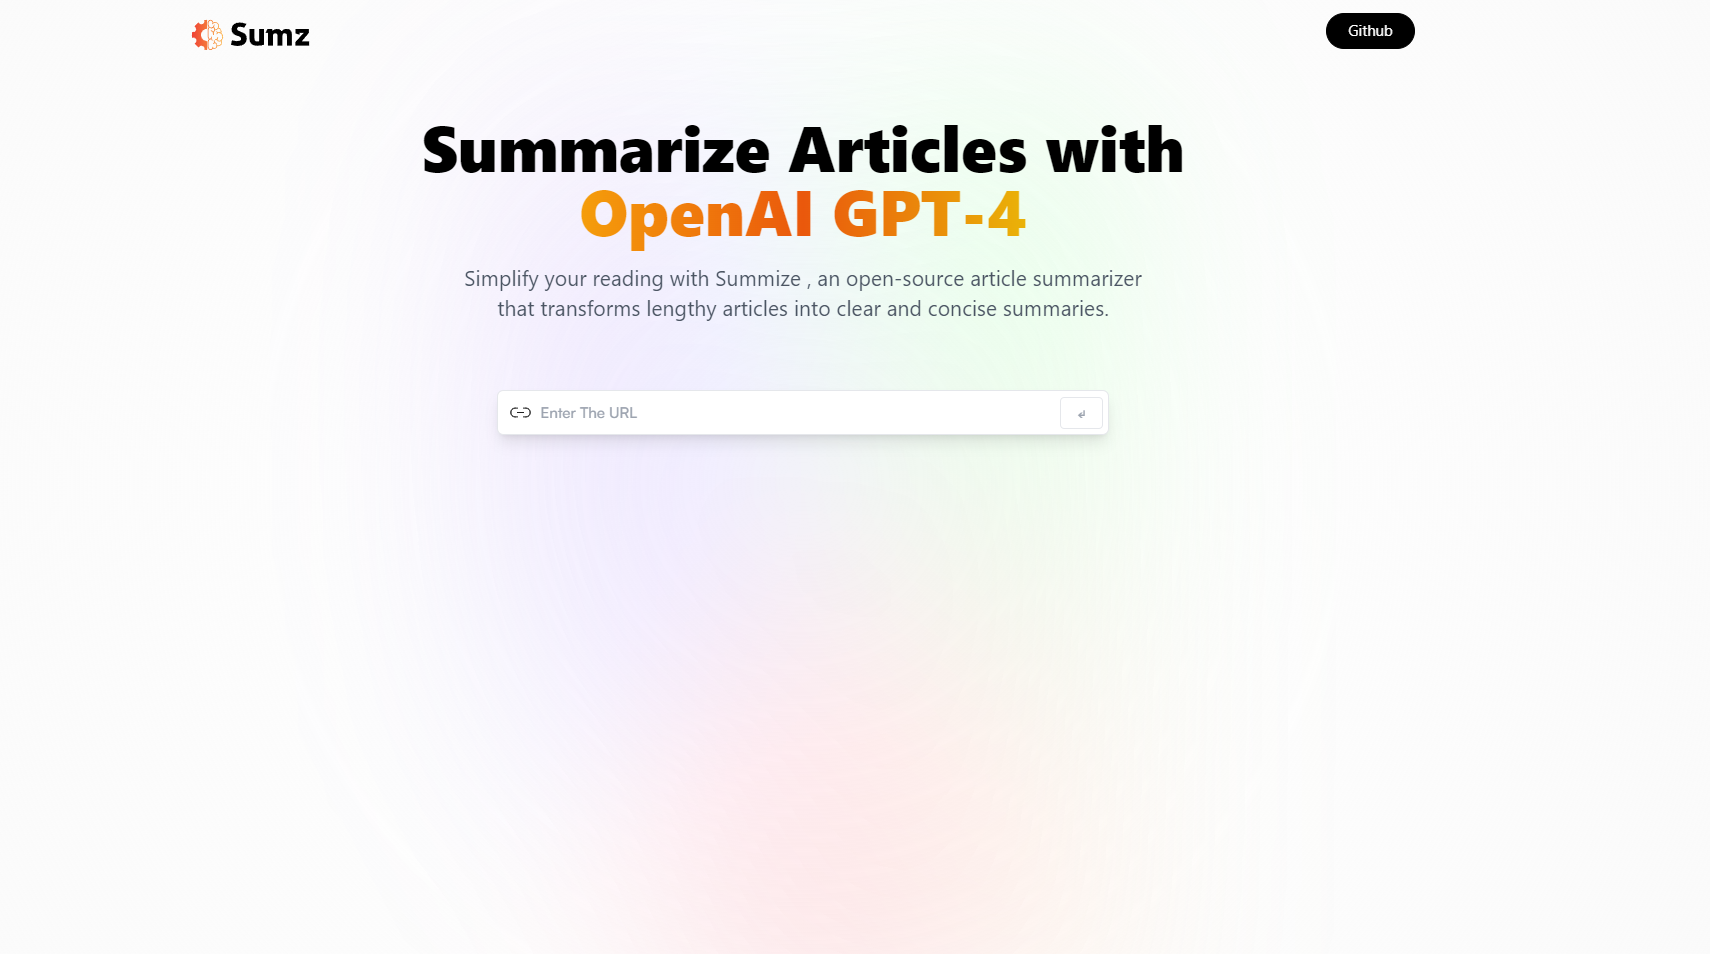 Sumz
Github
Summarize Articles with
OpenAI GPT-4
Simplify your reading with Summize , an open-source article summarizer
that transforms lengthy articles into clear and concise summaries.
Enter The URL
↲